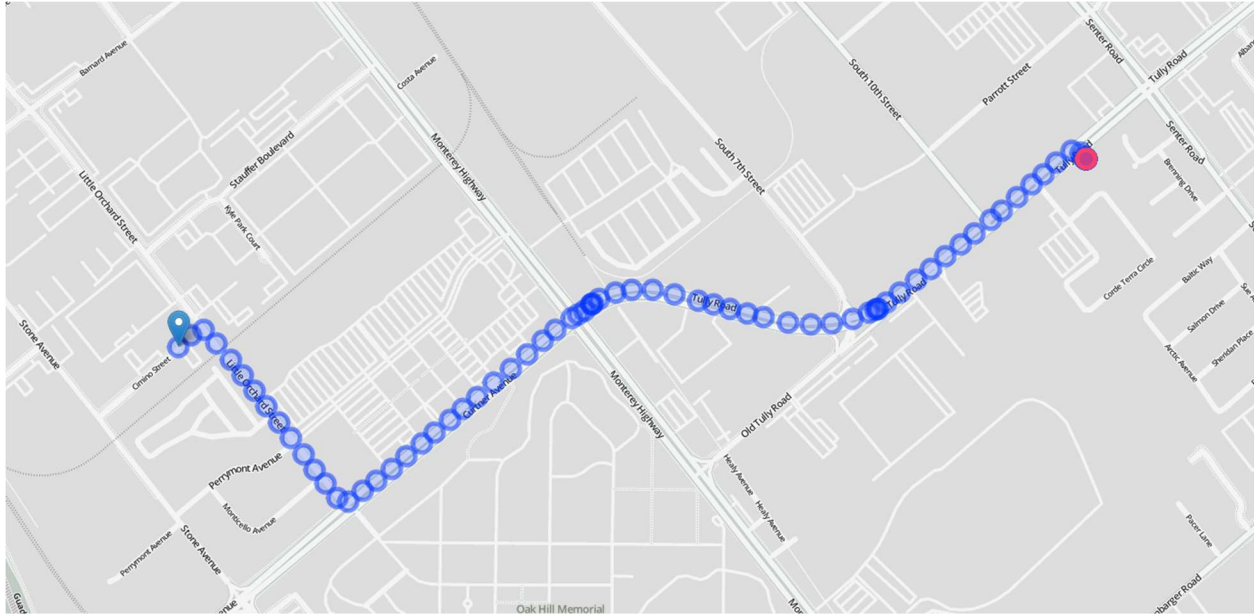 Senter Road
Tully Road
Alban
Barnard Avenue
Costa Avenue
South 10th Street
Parrott Street
Monterey Highway
Senter Road
Stauffer Boulevard
South 7th Street
Brenning Drive
Little Orchard Street
Kyle Park Court
Baltic Way
Corde Terra Circle
Tully Road
Tully Road
Salmon Drive
Stone Avenue
Sheridan Place
Cimino Street
Arctic Avenue
Little Orchard Street
Curtner Avenue
Monterey Highway
Old Tully Road
Perrymont Avenue
Healy Avenue
Monticello Avenue
Healy Avenue
Pacer Lane
Perrymont Avenue
Stone Avenue
Oak Hill Memorial